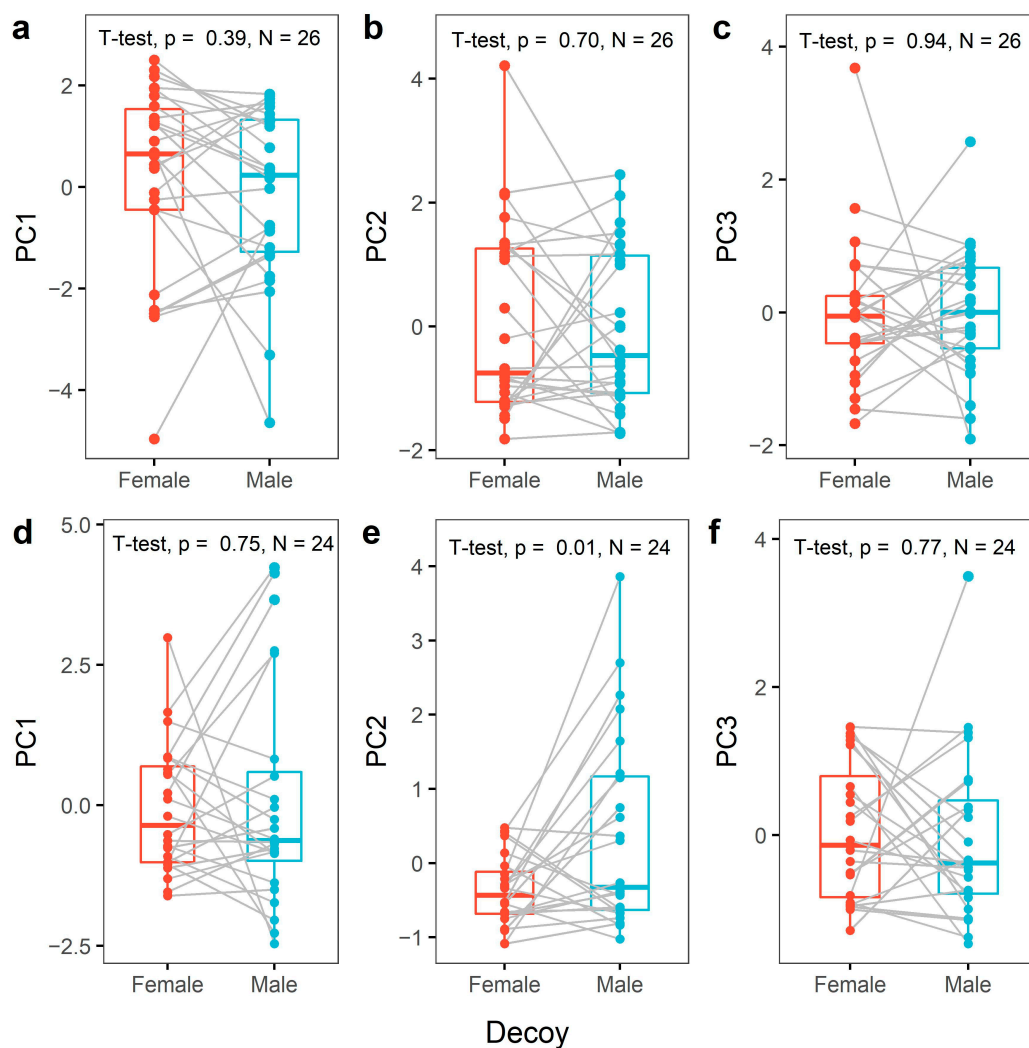 a
T-test, p = 0.39, N = 26
PC1
2
0
−2
−4
Female
Male
b
T-test, p = 0.70, N = 26
PC2
4
2
0
−2
Female
Male
c
T-test, p = 0.94, N = 26
PC3
4
2
0
−2
Female
Male
d
T-test, p = 0.75, N = 24
PC1
5.0
2.5
0.0
−2.5
Female
Male
e
T-test, p = 0.01, N = 24
PC2
4
3
2
1
0
−1
Female
Male
f
T-test, p = 0.77, N = 24
PC3
4
2
0
Female
Male
Decoy